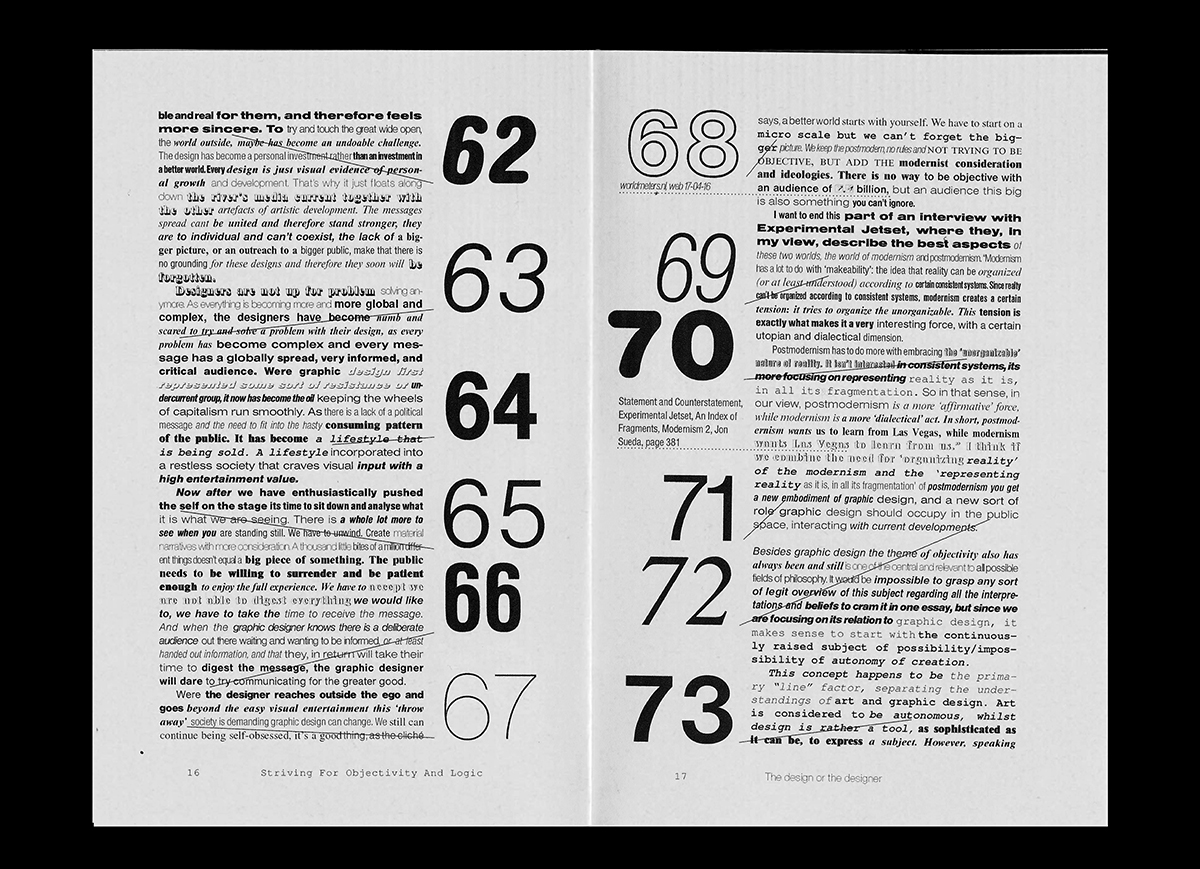 ble and real for them, and therefore feels
more sincere. To try and touch the great wide open,
the world outside, maybe has become an undoable challenge.
The design has become a personal investment rather than an investment in
a better world. Every design is just visual evidence of person-
al growth and development. That's why it just floats along
down the river's media current together with
the other artefacts of artistic development. The messages
spread cant be united and therefore stand stronger, they
are to individual and can't coexist, the lack of a big-
ger picture, or an outreach to a bigger public, make that there is
no grounding for these designs and therefore they soon will be
forgotten.
Designers are not up for problem solving an-
ymore. As everything is becoming more and more global and
complex, the designers have become numb and
scared to try and solve a problem with their design, as every
problem has become complex and every mes-
sage has a globally spread, very informed, and
critical audience. Were graphic design first
represented some sort of resistance or un-
dercurrent group, it now has become the oil keeping the wheels
of capitalism run smoothly. As there is a lack of a political
message and the need to fit into the hasty consuming pattern
of the public. It has become a lifestyle that
is being sold. A lifestyle incorporated into
a restless society that craves visual input with a
high entertainment value.
Now after we have enthusiastically pushed
the self on the stage its time to sit down and analyse what
it is what we are seeing. There is a whole lot more to
see when you are standing still. We have to unwind. Create material
narratives with more consideration. A thousand little bites of a million differ-
ent things doesn't equal a big piece of something. The public
needs to be willing to surrender and be patient
enough to enjoy the full experience. We have to accept we
are not able to digest everything we would like
to, we have to take the time to receive the message.
And when the graphic designer knows there is a deliberate
audience out there waiting and wanting to be informed, or at least
handed out information, and that they, in return will take their
time to digest the message, the graphic designer
will dare to try communicating for the greater good.
Were the designer reaches outside the ego and
goes beyond the easy visual entertainment this 'throw
away' society is demanding graphic design can change. We still can
continue being self-obsessed, it's a good thing, as the cliché
62
63
64
65
66
67
16 Striving For Objectivity And Logic
68
worldmeters.nl, web 17-04-16
69
70
Statement and Counterstatement,
Experimental Jetset, An Index of
Fragments, Modernism 2, Jon
Sueda, page 381
71
72
73
says, a better world starts with yourself. We have to start on a
micro scale but we can't forget the big-
ger picture. We keep the postmodern, no rules and NOT TRYING TO BE
OBJECTIVE, BUT ADD THE modernist consideration
and ideologies. There is no way to be objective with
an audience of 7.4 billion, but an audience this big
is also something you can't ignore.
I want to end this part of an interview with
Experimental Jetset, where they, in
my view, describe the best aspects of
these two worlds, the world of modernism and postmodernism. 'Modernism
has a lot to do with 'makeability': the idea that reality can be organized
(or at least understood) according to certain consistent systems. Since realty
can't be organized according to consistent systems, modernism creates a certain
tension: it tries to organize the unorganizable. This tension is
exactly what makes it a very interesting force, with a certain
utopian and dialectical dimension.
Postmodernism has to do more with embracing the 'unorganizable'
nature of reality. It isn't interested in consistent systems, its
more focusing on representing reality as it is,
in all its fragmentation. So in that sense, in
our view, postmodernism is a more 'affirmative' force,
while modernism is a more 'dialectical' act. In short, postmod-
ernism wants us to learn from Las Vegas, while modernism
wants Las Vegas to learn from us." I think if
we combine the need for 'organizing reality'
of the modernism and the 'representing
reality as it is, in all its fragmentation' of postmodernism you get
a new embodiment of graphic design, and a new sort of
role graphic design should occupy in the public
space, interacting with current developments.
Besides graphic design the theme of objectivity also has
always been and still is one of the central and relevant to all possible
fields of philosophy. It would be impossible to grasp any sort
of legit overview of this subject regarding all the interpre-
tations and beliefs to cram it in one essay, but since we
are focusing on its relation to graphic design, it
makes sense to start with the continuous-
ly raised subject of possibility/impos-
sibility of autonomy of creation.
This concept happens to be the prima-
ry "line" factor, separating the under-
standings of art and graphic design. Art
is considered to be autonomous, whilst
design is rather a tool, as sophisticated as
it can be, to express a subject. However, speaking
17 The design or the designer